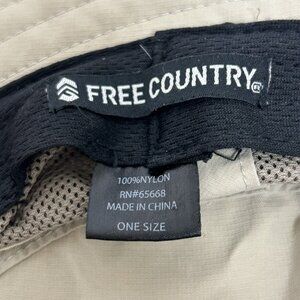 FREE COUNTRY®
100%NYLON
RN#65668
MADE IN CHINA
ONE SIZE